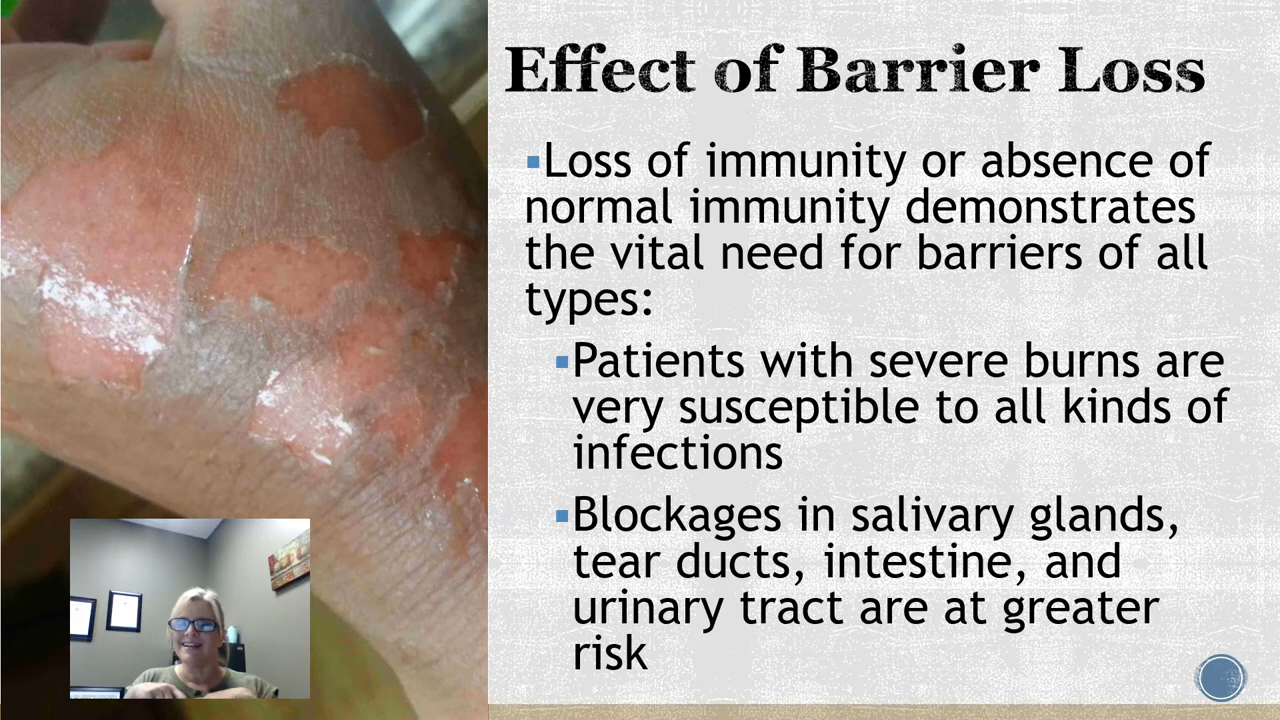 Effect of Barrier Loss
▪Loss of immunity or absence of
normal immunity demonstrates
the vital need for barriers of all
types:
▪Patients with severe burns are
very susceptible to all kinds of
infections
▪Blockages in salivary glands,
tear ducts, intestine, and
urinary tract are at greater
risk